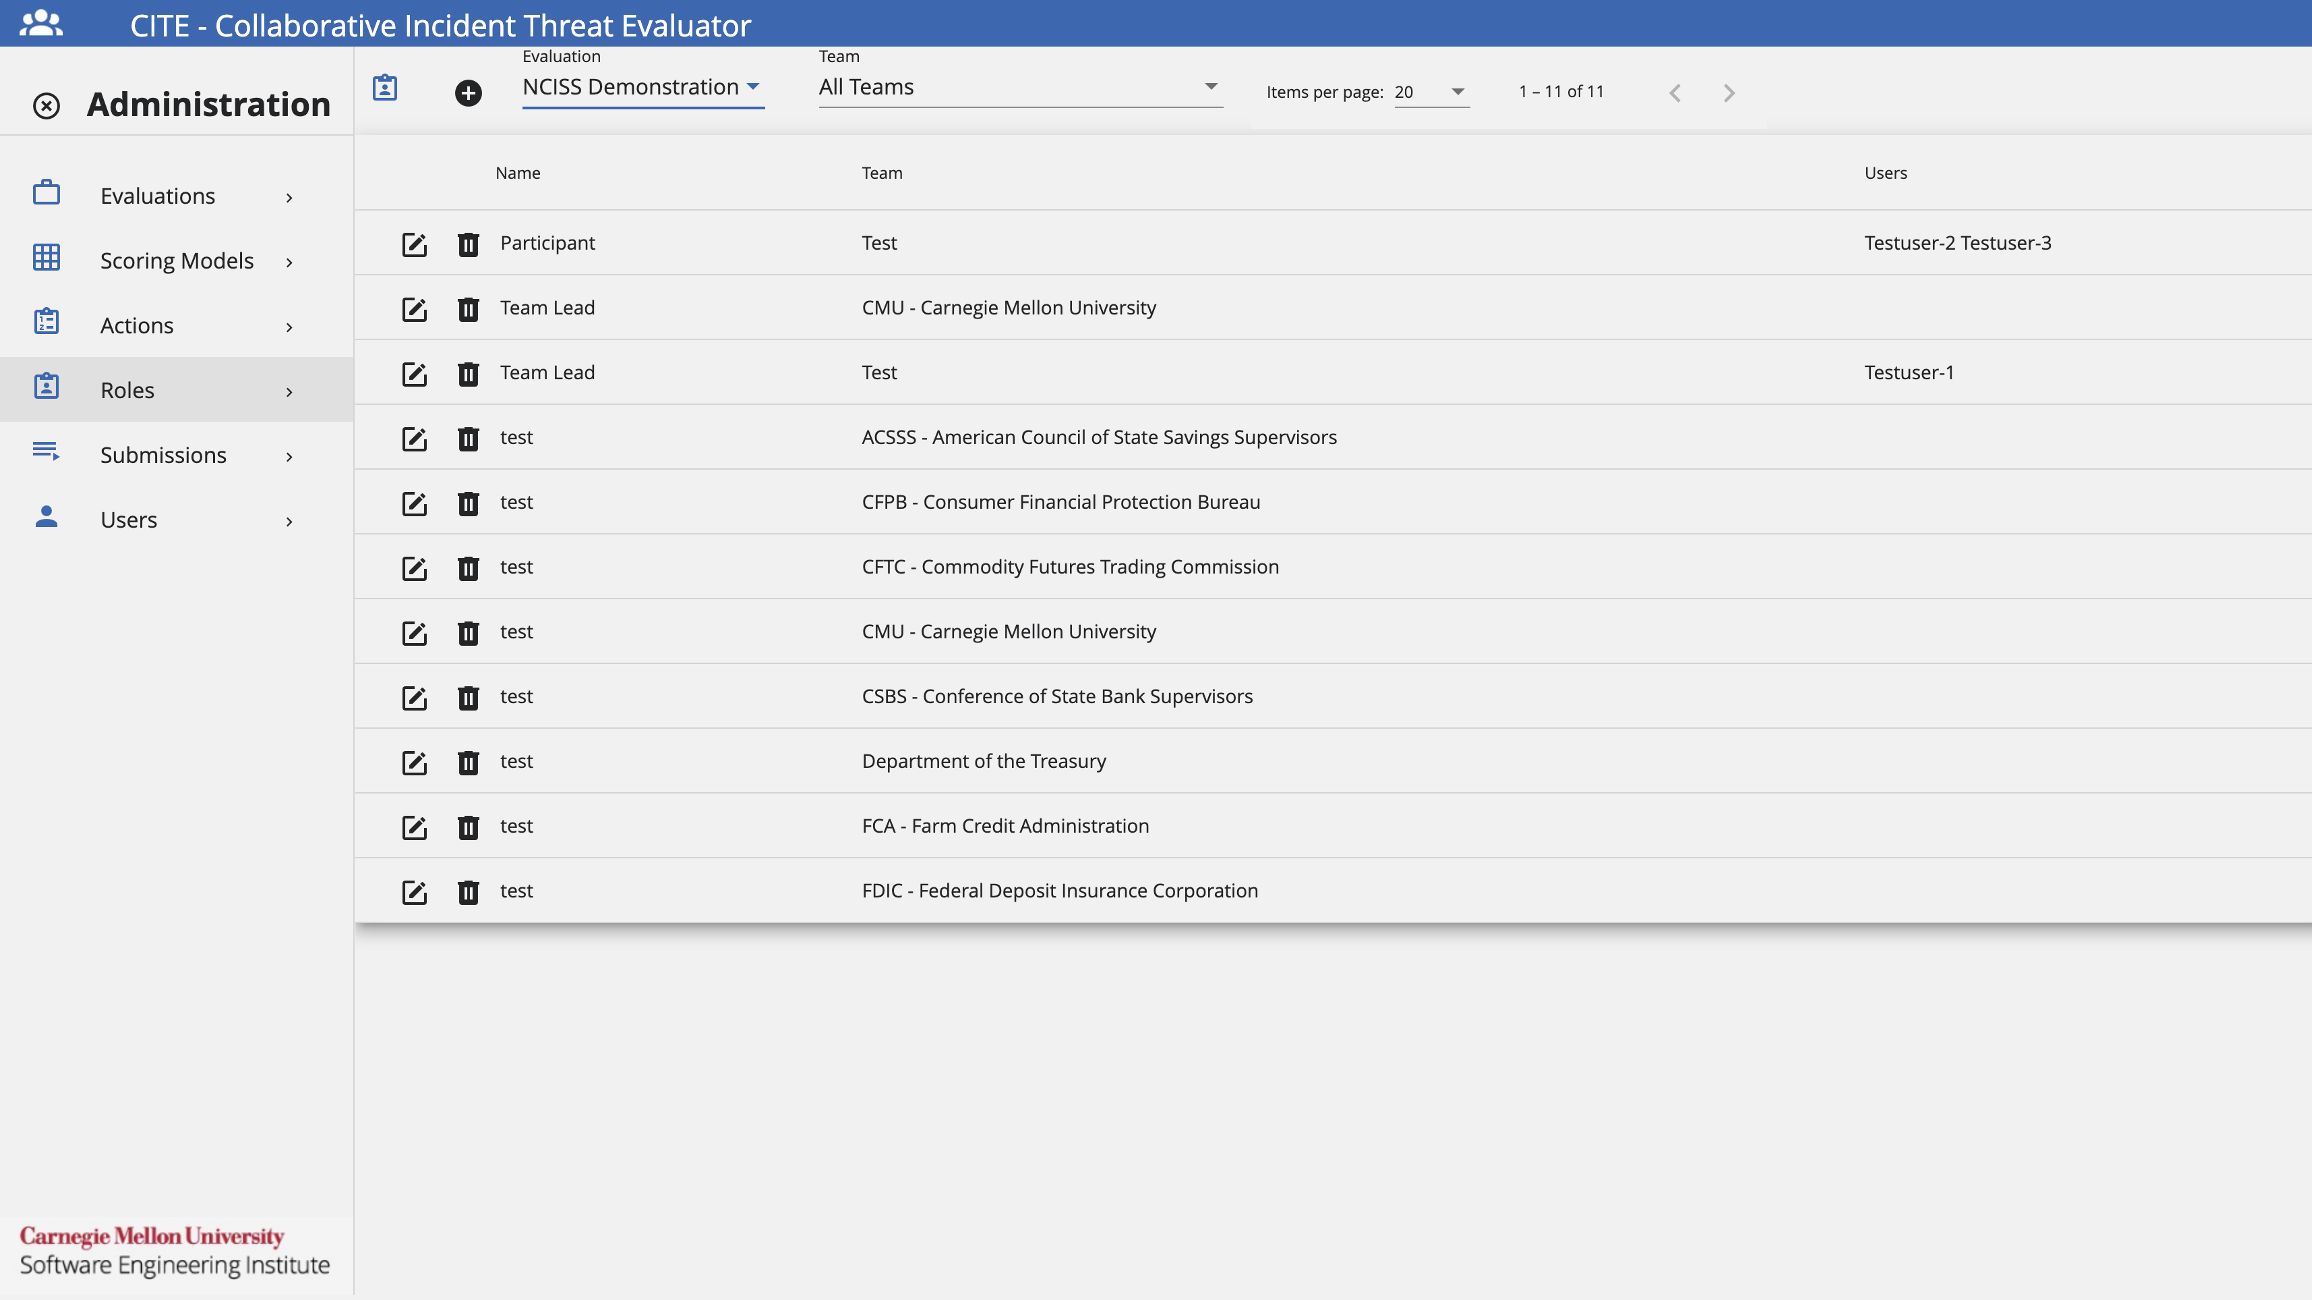 CITE - Collaborative Incident Threat Evaluator
Administration
Evaluations
Scoring Models
Actions
Roles
Submissions
Users
Evaluation
NCISS Demonstration
Team
All Teams
Items per page: 20
1 – 11 of 11
Name Team Users
Participant Test Testuser-2 Testuser-3
Team Lead CMU - Carnegie Mellon University
Team Lead Test Testuser-1
test ACSSS - American Council of State Savings Supervisors
test CFPB - Consumer Financial Protection Bureau
test CFTC - Commodity Futures Trading Commission
test CMU - Carnegie Mellon University
test CSBS - Conference of State Bank Supervisors
test Department of the Treasury
test FCA - Farm Credit Administration
test FDIC - Federal Deposit Insurance Corporation
Carnegie Mellon University
Software Engineering Institute